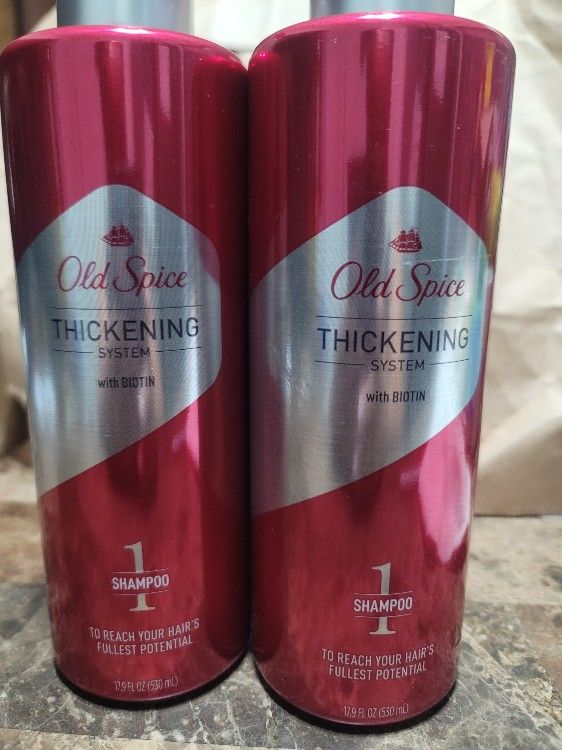 Old Spice
THICKENING
SYSTEM
with BIOTIN
1
SHAMPOO
TO REACH YOUR HAIR'S
FULLEST POTENTIAL
17.9 FL OZ (530 mL)
Old Spice
THICKENING
SYSTEM
with BIOTIN
1
SHAMPOO
TO REACH YOUR HAIR'S
FULLEST POTENTIAL
17.9 FL OZ (530 mL)